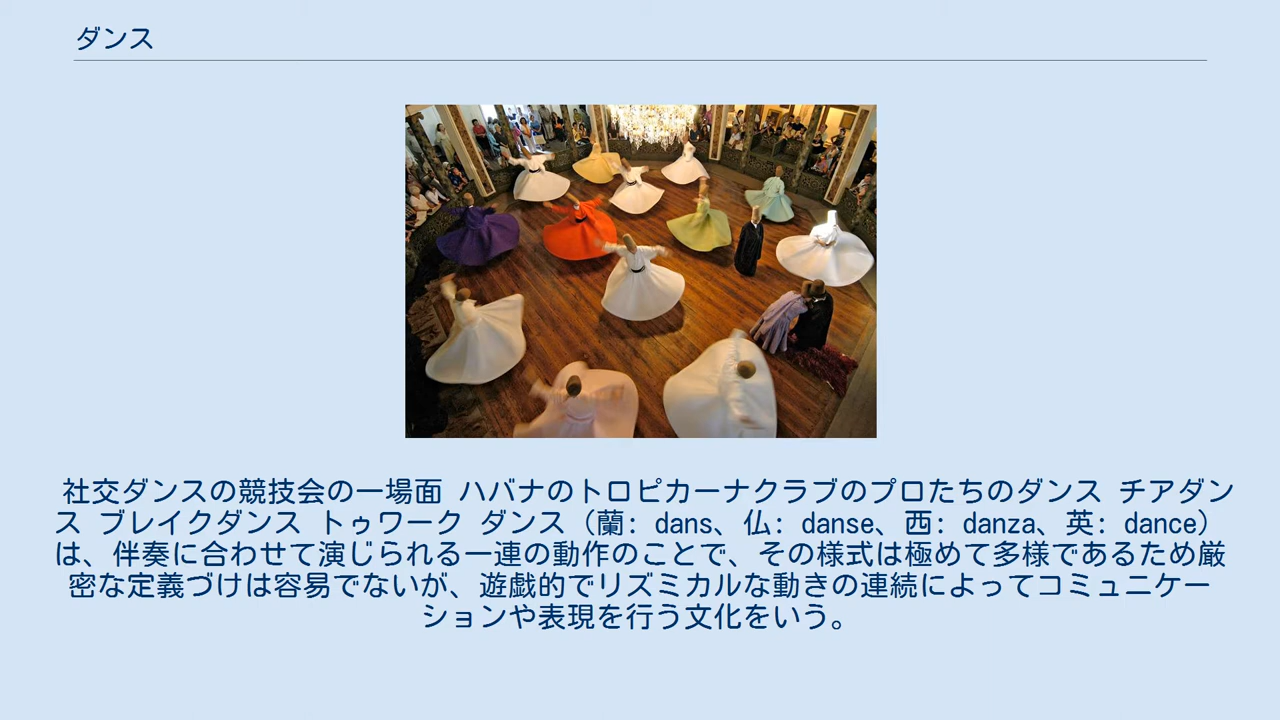 ダンス
社交ダンスの競技会の一場面 ハバナのトロピカーナクラブのプロたちのダンス チアダン
ス ブレイクダンス トゥワーク ダンス（蘭: dans、仏: danse、西: danza、英: dance）
は、伴奏に合わせて演じられる一連の動作のことで、その様式は極めて多様であるため厳
密な定義づけは容易でないが、遊戯的でリズミカルな動きの連続によってコミュニケー
ションや表現を行う文化をいう。